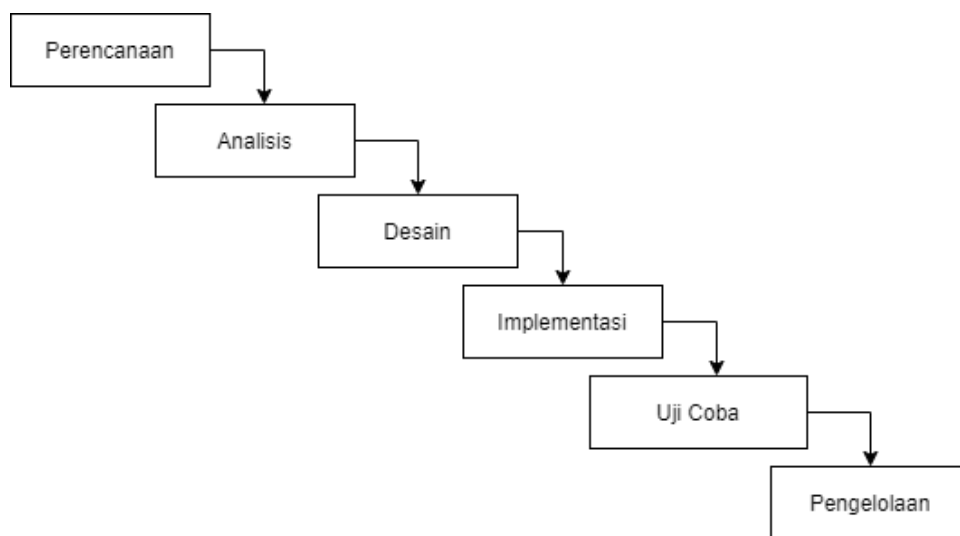 Perencanaan
Analisis
Desain
Implementasi
Uji Coba
Pengelolaan